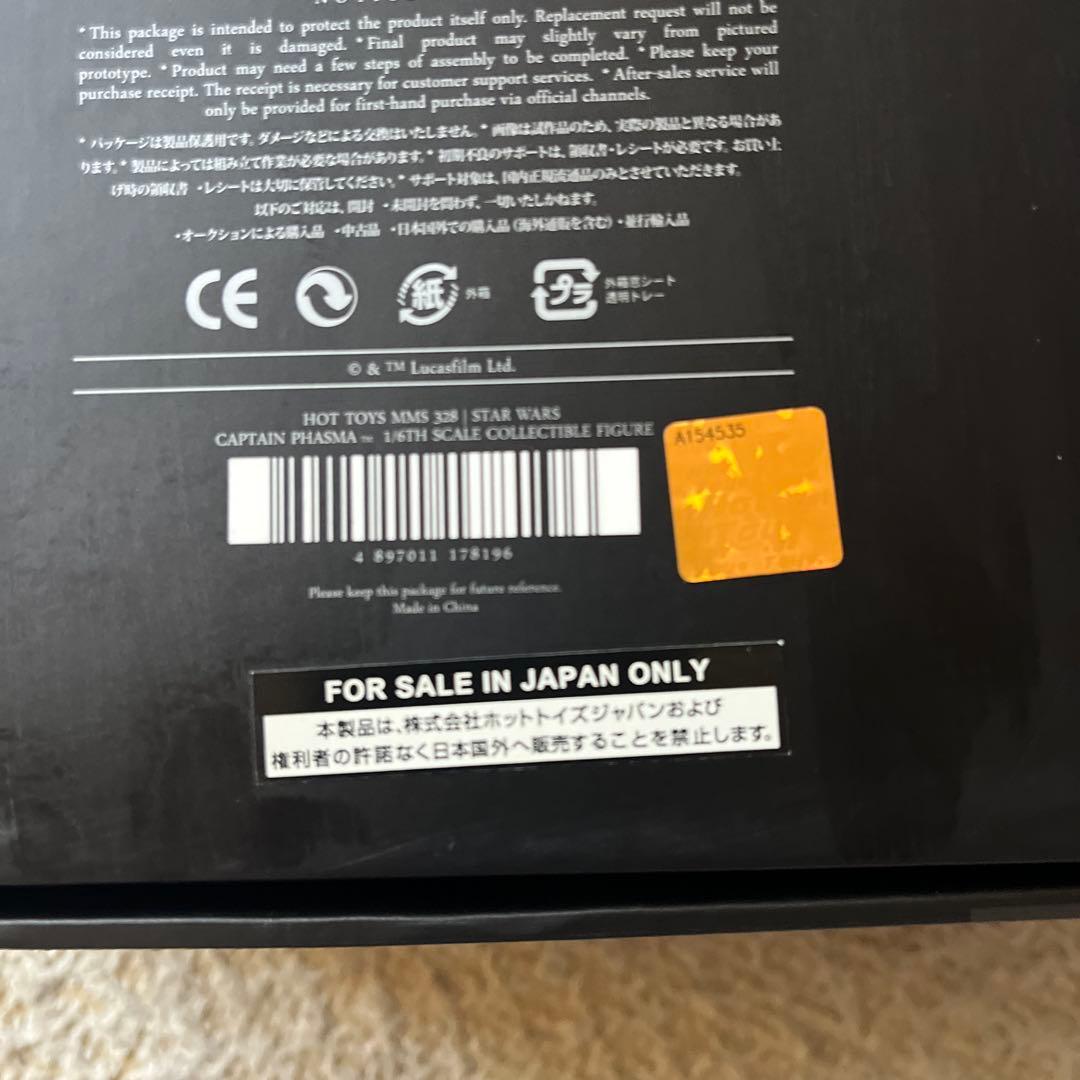 *This package is intended to protect the product itself only. Replacement request will not be
considered even it is damaged. *Final product may slightly vary from pictured
prototype. *Product may need a few steps of assembly to be completed. *Please keep your
purchase receipt. The receipt is necessary for customer support services. *After-sales service will
only be provided for first-hand purchase via official channels.
*パッケージは製品保護用です。ダメージなどによる交換はいたしません。*画像は試作品のため、実際の製品と異なる場合があ
ります。*製品によっては組み立て作業が必要な場合があります。*初期不良のサポートは、領収書・レシートが必要です。お買い上
げ時の領収書・レシートは大切に保管してください。*サポート対象は、国内正規流通品のみとさせていただきます。
以下のご対応は、開封・未開封を問わず、一切いたしかねます。
・オークションによる購入品 ・中古品 ・日本国外での購入品(海外通販を含む)・並行輸入品
CE 紙 外箱 プラ 外箱窓シート
透明トレー
© & ™ Lucasfilm Ltd.
HOT TOYS MMS 328 | STAR WARS
CAPTAIN PHASMA™ 1/6TH SCALE COLLECTIBLE FIGURE
A154535
4 897011 178196
Please keep this package for future reference.
Made in China
FOR SALE IN JAPAN ONLY
本製品は、株式会社ホットトイズジャパンおよび
権利者の許諾なく日本国外へ販売することを禁止します。